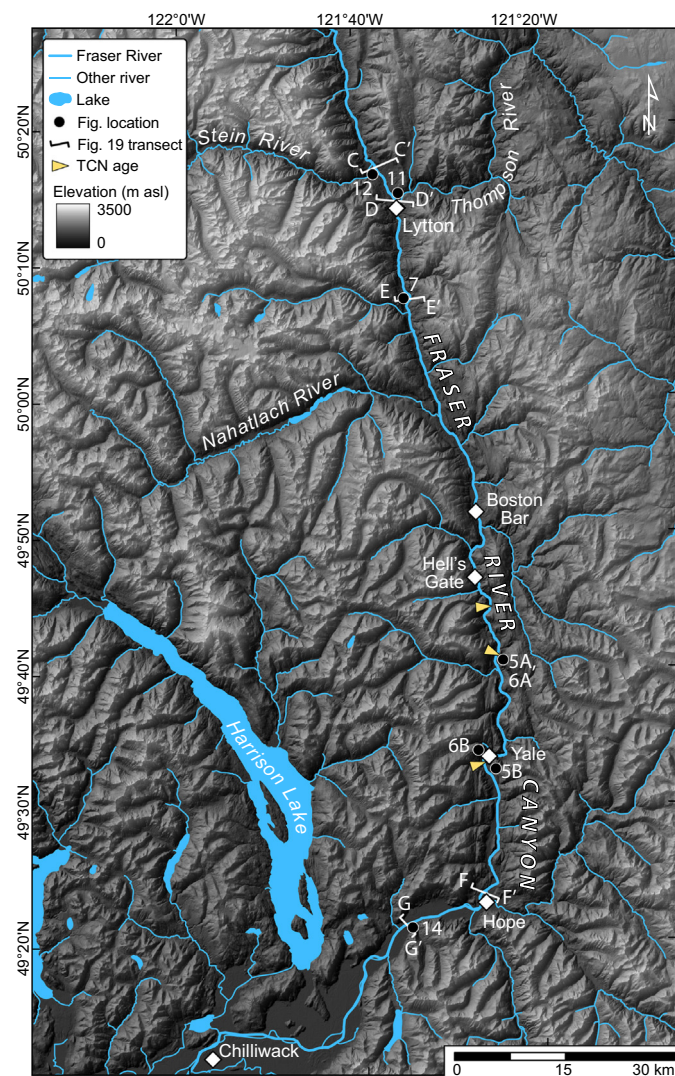 122°0'W
121°40'W
121°20'W
Fraser River
Other river
Lake
Fig. location
Fig. 19 transect
TCN age
Elevation (m asl)
3500
0
N
50°20'N
Stein River
Thompson River
C
C'
12
11
D
D'
Lytton
50°10'N
E
7
E'
FRASER
50°00'N
Nahatlach River
Boston
Bar
49°50'N
Hell's
Gate
RIVER
49°40'N
5A,
6A
Harrison Lake
6B
Yale
5B
CANYON
49°30'N
F
F'
Hope
G
14
G'
49°20'N
Chilliwack
0
15
30 km